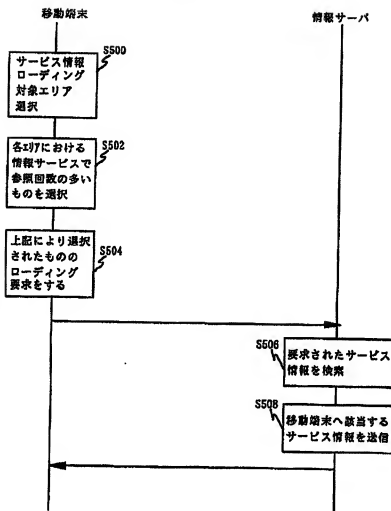 移動端末
情報サーバ
S500
サービス情報
ローディング
対象エリア
選択
S502
各エリアにおける
情報サービスで
参照回数の多い
ものを選択
S504
上記により選択
されたものの
ローディング
要求をする
S506
要求されたサービス
情報を検索
S508
移動端末へ該当する
サービス情報を送信